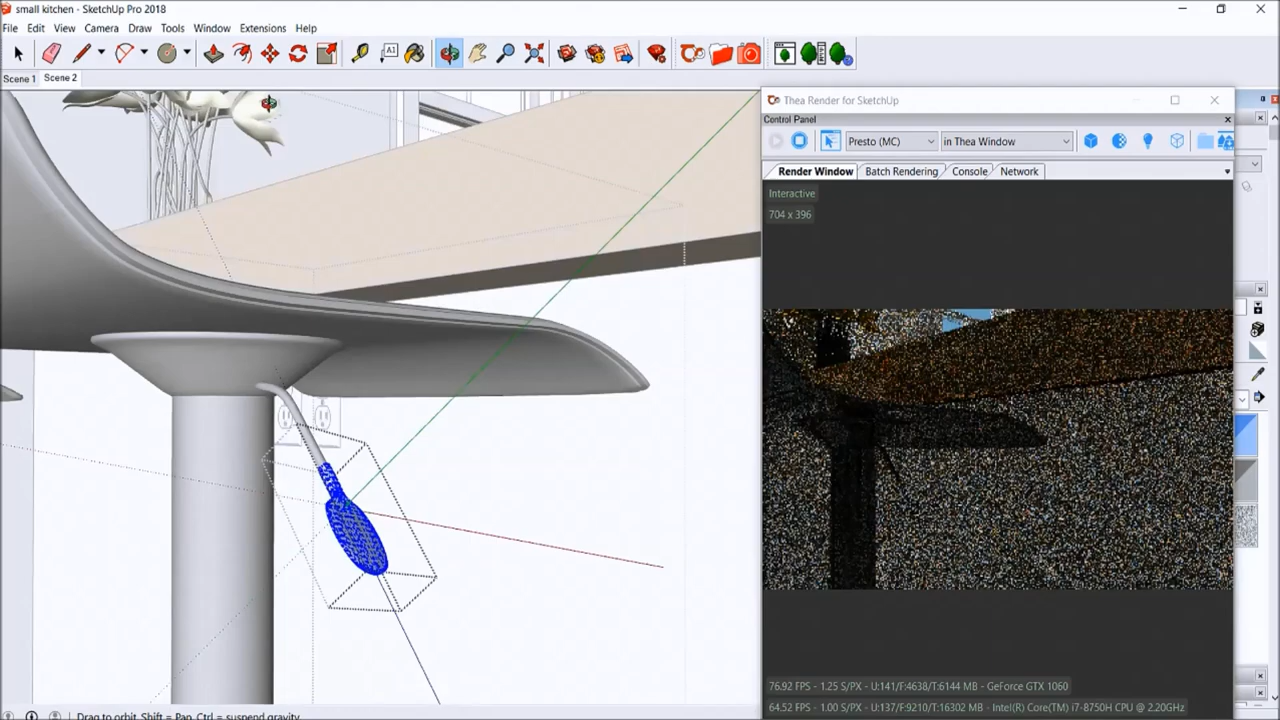 small kitchen - SketchUp Pro 2018
File Edit View Camera Draw Tools Window Extensions Help
A1
Scene 1 Scene 2
Thea Render for SketchUp
Control Panel
Presto (MC) in Thea Window
Render Window Batch Rendering Console Network
Interactive
704 x 396
76.92 FPS - 1.25 S/PX - U:141/F:4638/T:6144 MB - GeForce GTX 1060
64.52 FPS - 1.00 S/PX - U:137/F:9210/T:16302 MB - Intel(R) Core(TM) i7-8750H CPU @ 2.20GHz
Drag to orbit. Shift = Pan, Ctrl = suspend gravity